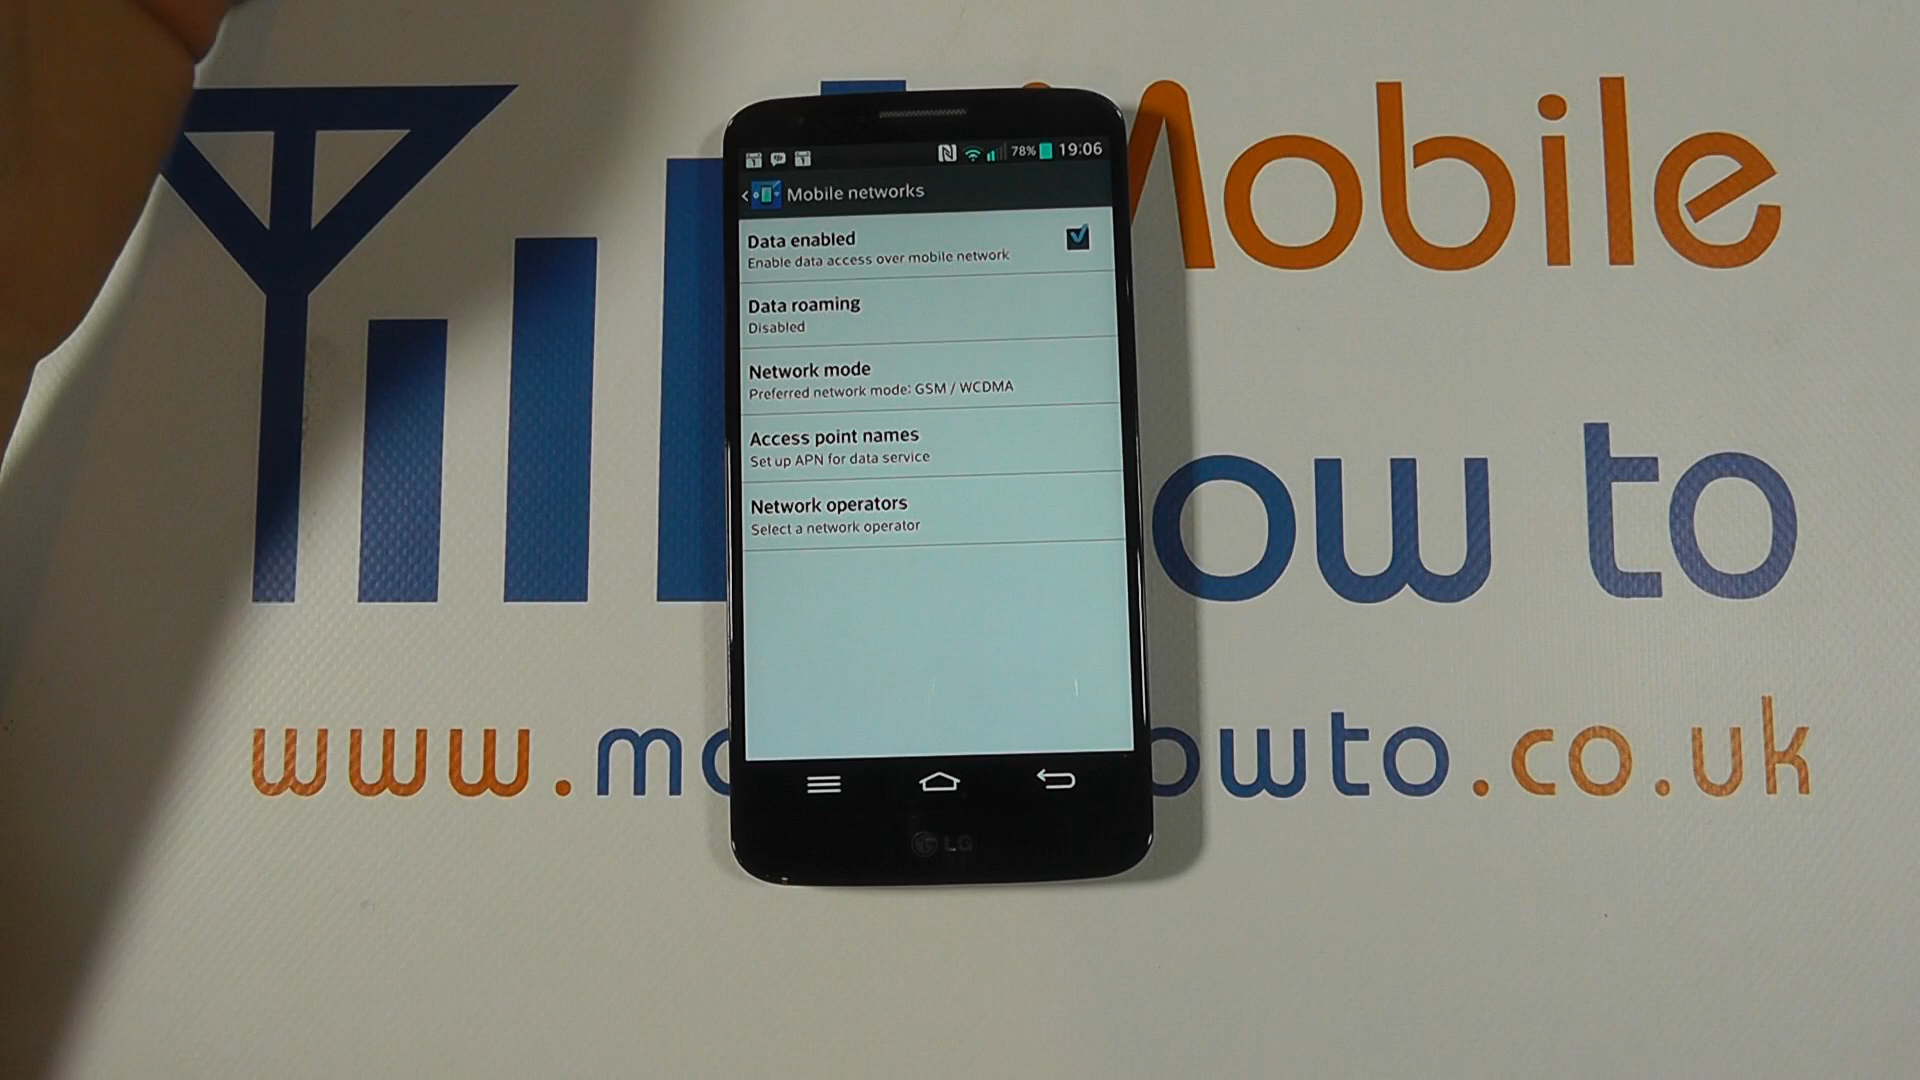 Mobile
ow to
www.mo owto.co.uk
78% 19:06
Mobile networks
Data enabled
Enable data access over mobile network
Data roaming
Disabled
Network mode
Preferred network mode: GSM / WCDMA
Access point names
Set up APN for data service
Network operators
Select a network operator
LG